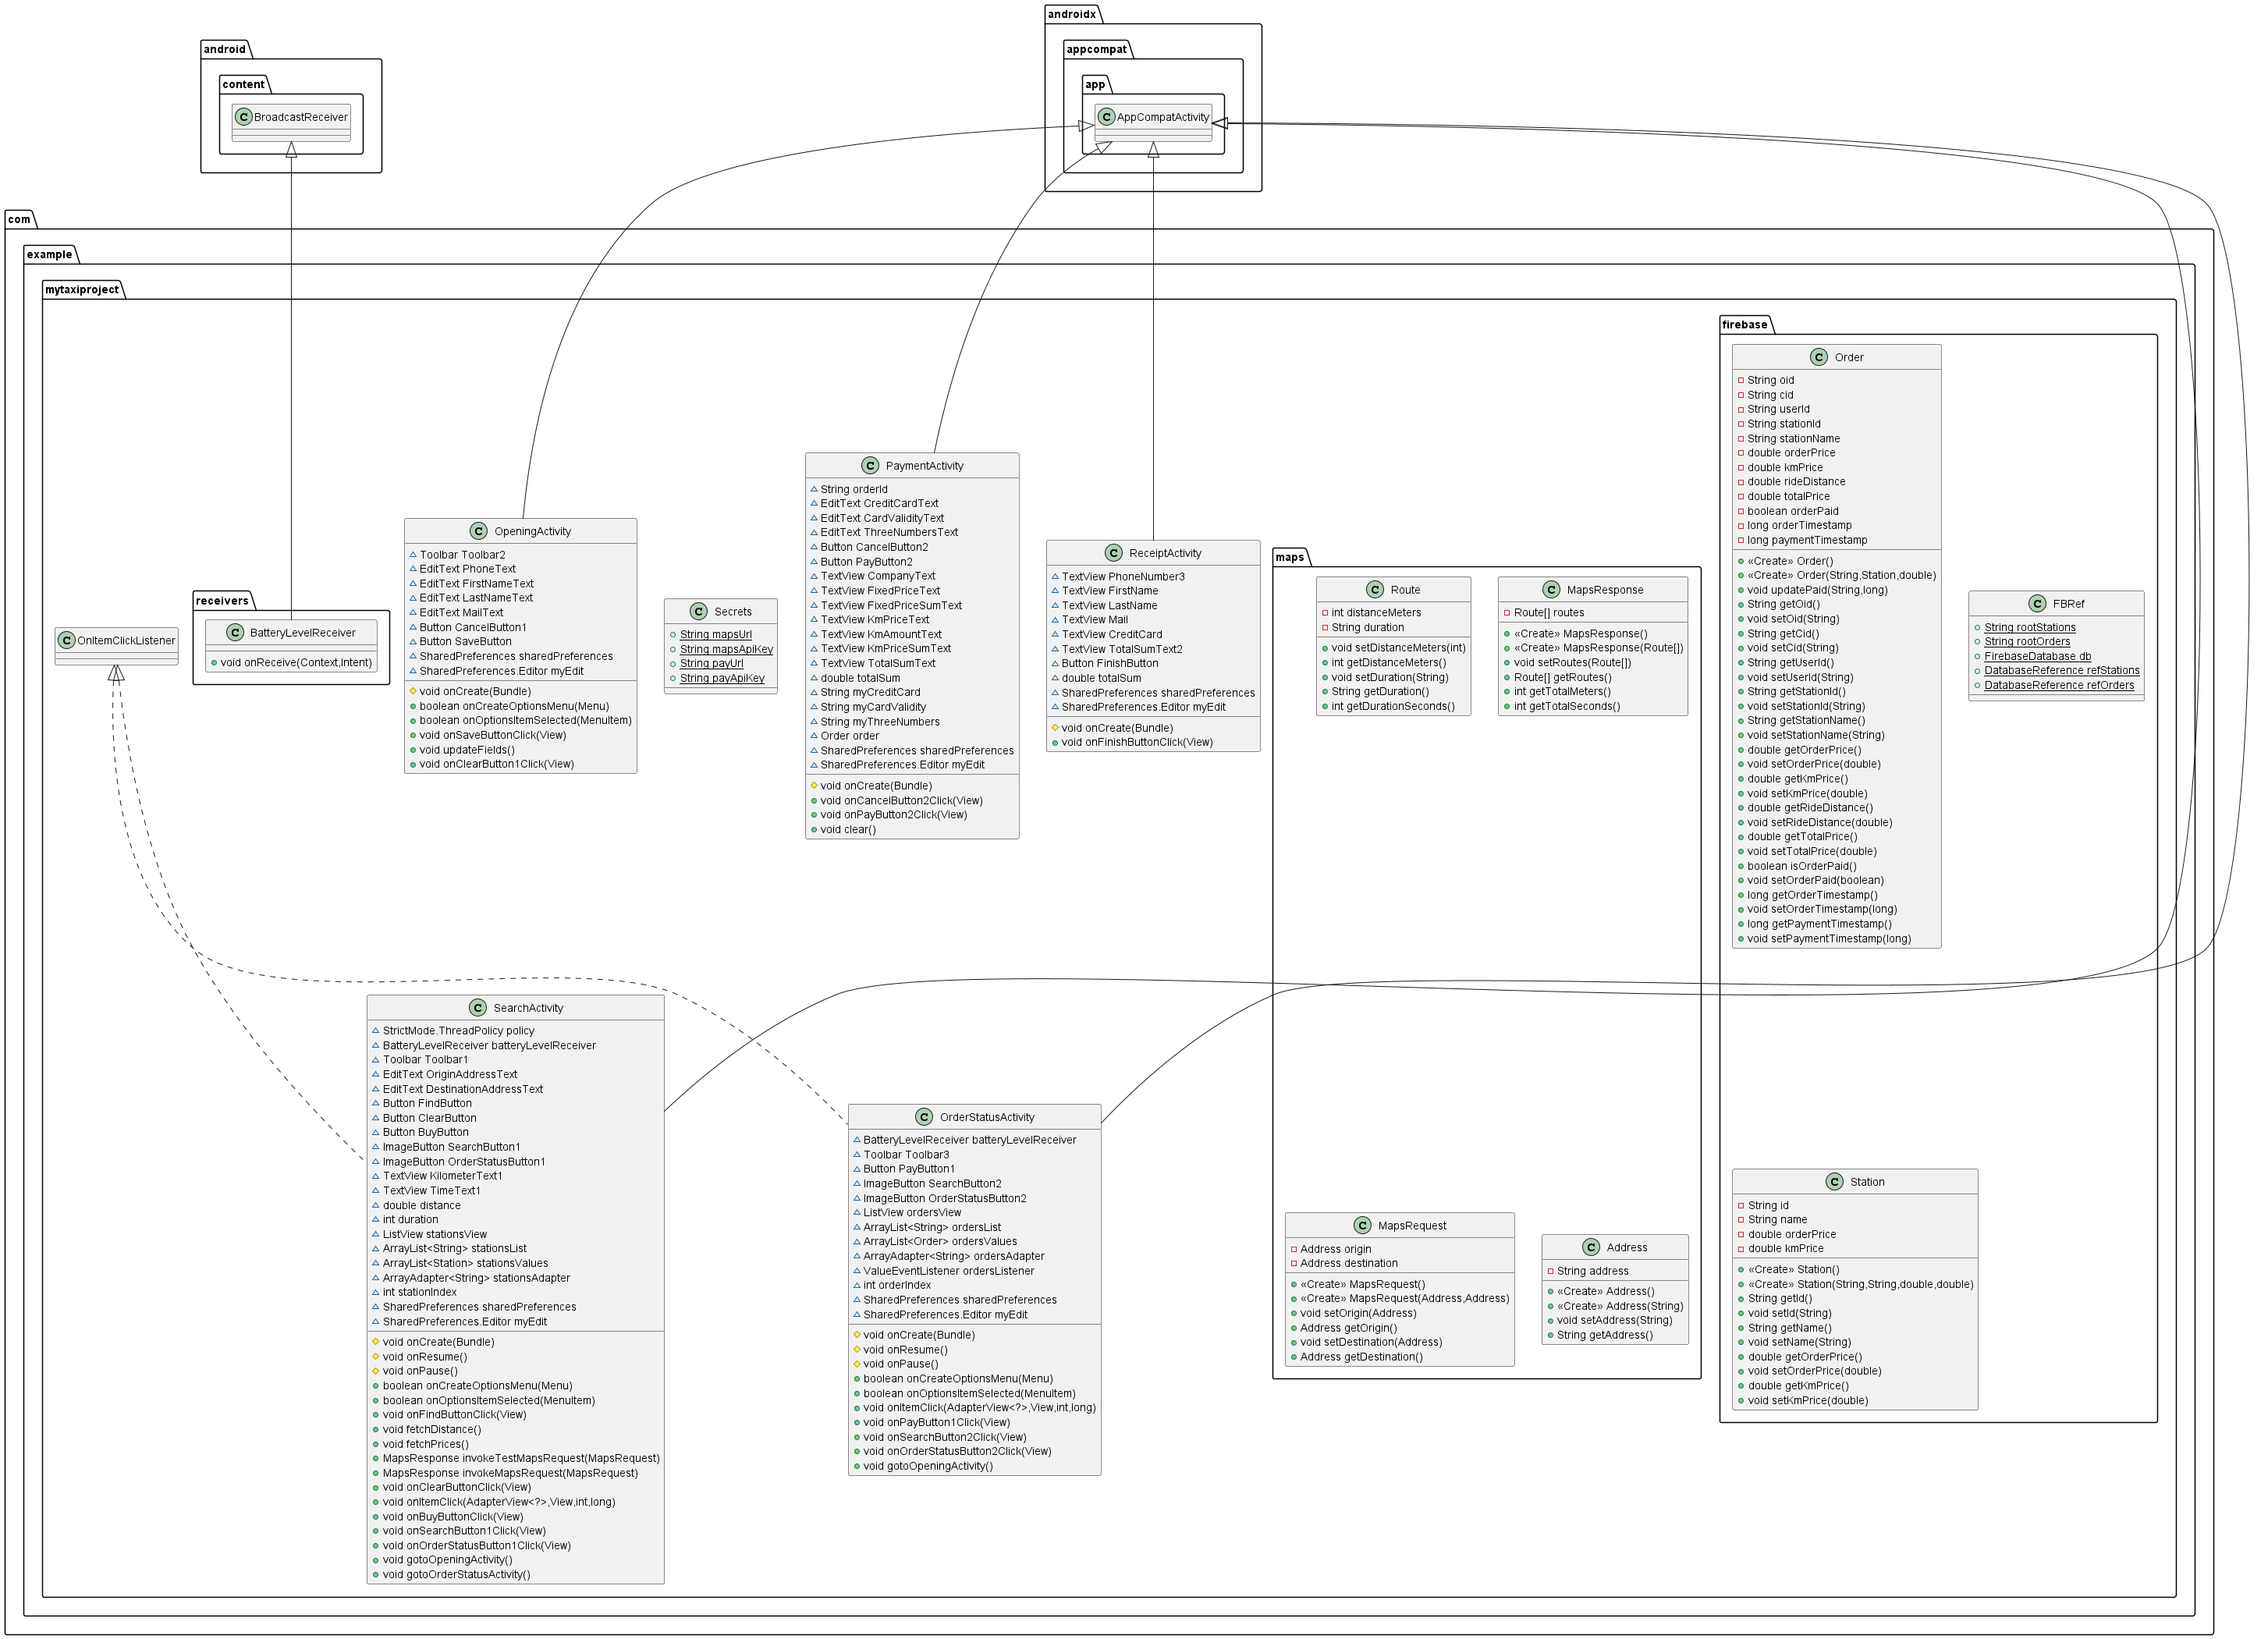 androidx
appcompat
app
C AppCompatActivity
android
content
C BroadcastReceiver
com
example
mytaxiproject
C OnItemClickListener
receivers
C BatteryLevelReceiver
void onReceive(Context,Intent)
C OpeningActivity
Toolbar Toolbar2
EditText PhoneText
EditText FirstNameText
EditText LastNameText
EditText MailText
Button CancelButton1
Button SaveButton
SharedPreferences sharedPreferences
SharedPreferences.Editor myEdit
void onCreate(Bundle)
boolean onCreateOptionsMenu(Menu)
boolean onOptionsItemSelected(MenuItem)
void onSaveButtonClick(View)
void updateFields()
void onClearButton1Click(View)
C Secrets
String mapsUrl
String mapsApiKey
String payUrl
String payApiKey
C PaymentActivity
String orderId
EditText CreditCardText
EditText CardValidityText
EditText ThreeNumbersText
Button CancelButton2
Button PayButton2
TextView CompanyText
TextView FixedPriceText
TextView FixedPriceSumText
TextView KmPriceText
TextView KmAmountText
TextView KmPriceSumText
TextView TotalSumText
double totalSum
String myCreditCard
String myCardValidity
String myThreeNumbers
Order order
SharedPreferences sharedPreferences
SharedPreferences.Editor myEdit
void onCreate(Bundle)
void onCancelButton2Click(View)
void onPayButton2Click(View)
void clear()
C ReceiptActivity
TextView PhoneNumber3
TextView FirstName
TextView LastName
TextView Mail
TextView CreditCard
TextView TotalSumText2
Button FinishButton
double totalSum
SharedPreferences sharedPreferences
SharedPreferences.Editor myEdit
void onCreate(Bundle)
void onFinishButtonClick(View)
maps
C Route
int distanceMeters
String duration
void setDistanceMeters(int)
int getDistanceMeters()
void setDuration(String)
String getDuration()
int getDurationSeconds()
C MapsResponse
Route[] routes
«Create» MapsResponse()
«Create» MapsResponse(Route[])
void setRoutes(Route[])
Route[] getRoutes()
int getTotalMeters()
int getTotalSeconds()
C MapsRequest
Address origin
Address destination
«Create» MapsRequest()
«Create» MapsRequest(Address,Address)
void setOrigin(Address)
Address getOrigin()
void setDestination(Address)
Address getDestination()
C Address
String address
«Create» Address()
«Create» Address(String)
void setAddress(String)
String getAddress()
firebase
C Order
String oid
String cid
String userId
String stationId
String stationName
double orderPrice
double kmPrice
double rideDistance
double totalPrice
boolean orderPaid
long orderTimestamp
long paymentTimestamp
«Create» Order()
«Create» Order(String,Station,double)
void updatePaid(String,long)
String getOid()
void setOid(String)
String getCid()
void setCid(String)
String getUserId()
void setUserId(String)
String getStationId()
void setStationId(String)
String getStationName()
void setStationName(String)
double getOrderPrice()
void setOrderPrice(double)
double getKmPrice()
void setKmPrice(double)
double getRideDistance()
void setRideDistance(double)
double getTotalPrice()
void setTotalPrice(double)
boolean isOrderPaid()
void setOrderPaid(boolean)
long getOrderTimestamp()
void setOrderTimestamp(long)
long getPaymentTimestamp()
void setPaymentTimestamp(long)
C FBRef
String rootStations
String rootOrders
FirebaseDatabase db
DatabaseReference refStations
DatabaseReference refOrders
C Station
String id
String name
double orderPrice
double kmPrice
«Create» Station()
«Create» Station(String,String,double,double)
String getId()
void setId(String)
String getName()
void setName(String)
double getOrderPrice()
void setOrderPrice(double)
double getKmPrice()
void setKmPrice(double)
C SearchActivity
StrictMode.ThreadPolicy policy
BatteryLevelReceiver batteryLevelReceiver
Toolbar Toolbar1
EditText OriginAddressText
EditText DestinationAddressText
Button FindButton
Button ClearButton
Button BuyButton
ImageButton SearchButton1
ImageButton OrderStatusButton1
TextView KilometerText1
TextView TimeText1
double distance
int duration
ListView stationsView
ArrayList<String> stationsList
ArrayList<Station> stationsValues
ArrayAdapter<String> stationsAdapter
int stationIndex
SharedPreferences sharedPreferences
SharedPreferences.Editor myEdit
void onCreate(Bundle)
void onResume()
void onPause()
boolean onCreateOptionsMenu(Menu)
boolean onOptionsItemSelected(MenuItem)
void onFindButtonClick(View)
void fetchDistance()
void fetchPrices()
MapsResponse invokeTestMapsRequest(MapsRequest)
MapsResponse invokeMapsRequest(MapsRequest)
void onClearButtonClick(View)
void onItemClick(AdapterView<?>,View,int,long)
void onBuyButtonClick(View)
void onSearchButton1Click(View)
void onOrderStatusButton1Click(View)
void gotoOpeningActivity()
void gotoOrderStatusActivity()
C OrderStatusActivity
BatteryLevelReceiver batteryLevelReceiver
Toolbar Toolbar3
Button PayButton1
ImageButton SearchButton2
ImageButton OrderStatusButton2
ListView ordersView
ArrayList<String> ordersList
ArrayList<Order> ordersValues
ArrayAdapter<String> ordersAdapter
ValueEventListener ordersListener
int orderIndex
SharedPreferences sharedPreferences
SharedPreferences.Editor myEdit
void onCreate(Bundle)
void onResume()
void onPause()
boolean onCreateOptionsMenu(Menu)
boolean onOptionsItemSelected(MenuItem)
void onItemClick(AdapterView<?>,View,int,long)
void onPayButton1Click(View)
void onSearchButton2Click(View)
void onOrderStatusButton2Click(View)
void gotoOpeningActivity()